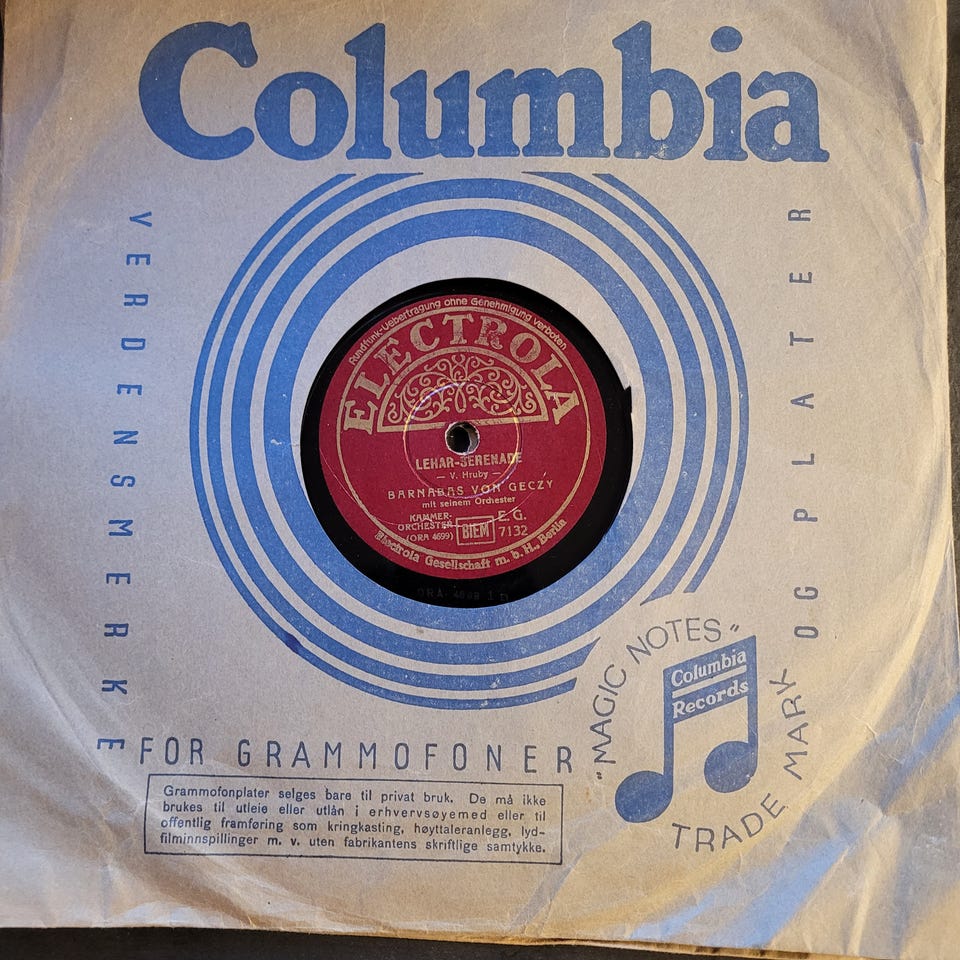 Columbia
VERDENSMERKE
FOR GRAMMOFONER
OG PLATER
Rundfunk-Uebertragung ohne Genehmigung verboten
ELECTROLA
LEHAR-SERENADE
— V. Hruby —
BARNABAS VON GECZY
mit seinem Orchester
KAMMER-
ORCHESTER
(ORA 4699)
BIEM
E.G.
7132
Electrola Gesellschaft m. b. H., Berlin
"MAGIC NOTES"
Columbia
Records
TRADE MARK
Grammofonplater selges bare til privat bruk. De må ikke
brukes til utleie eller utlån i erhvervsøyemed eller til
offentlig framføring som kringkasting, høyttaleranlegg, lyd-
filminnspillinger m. v. uten fabrikantens skriftlige samtykke.